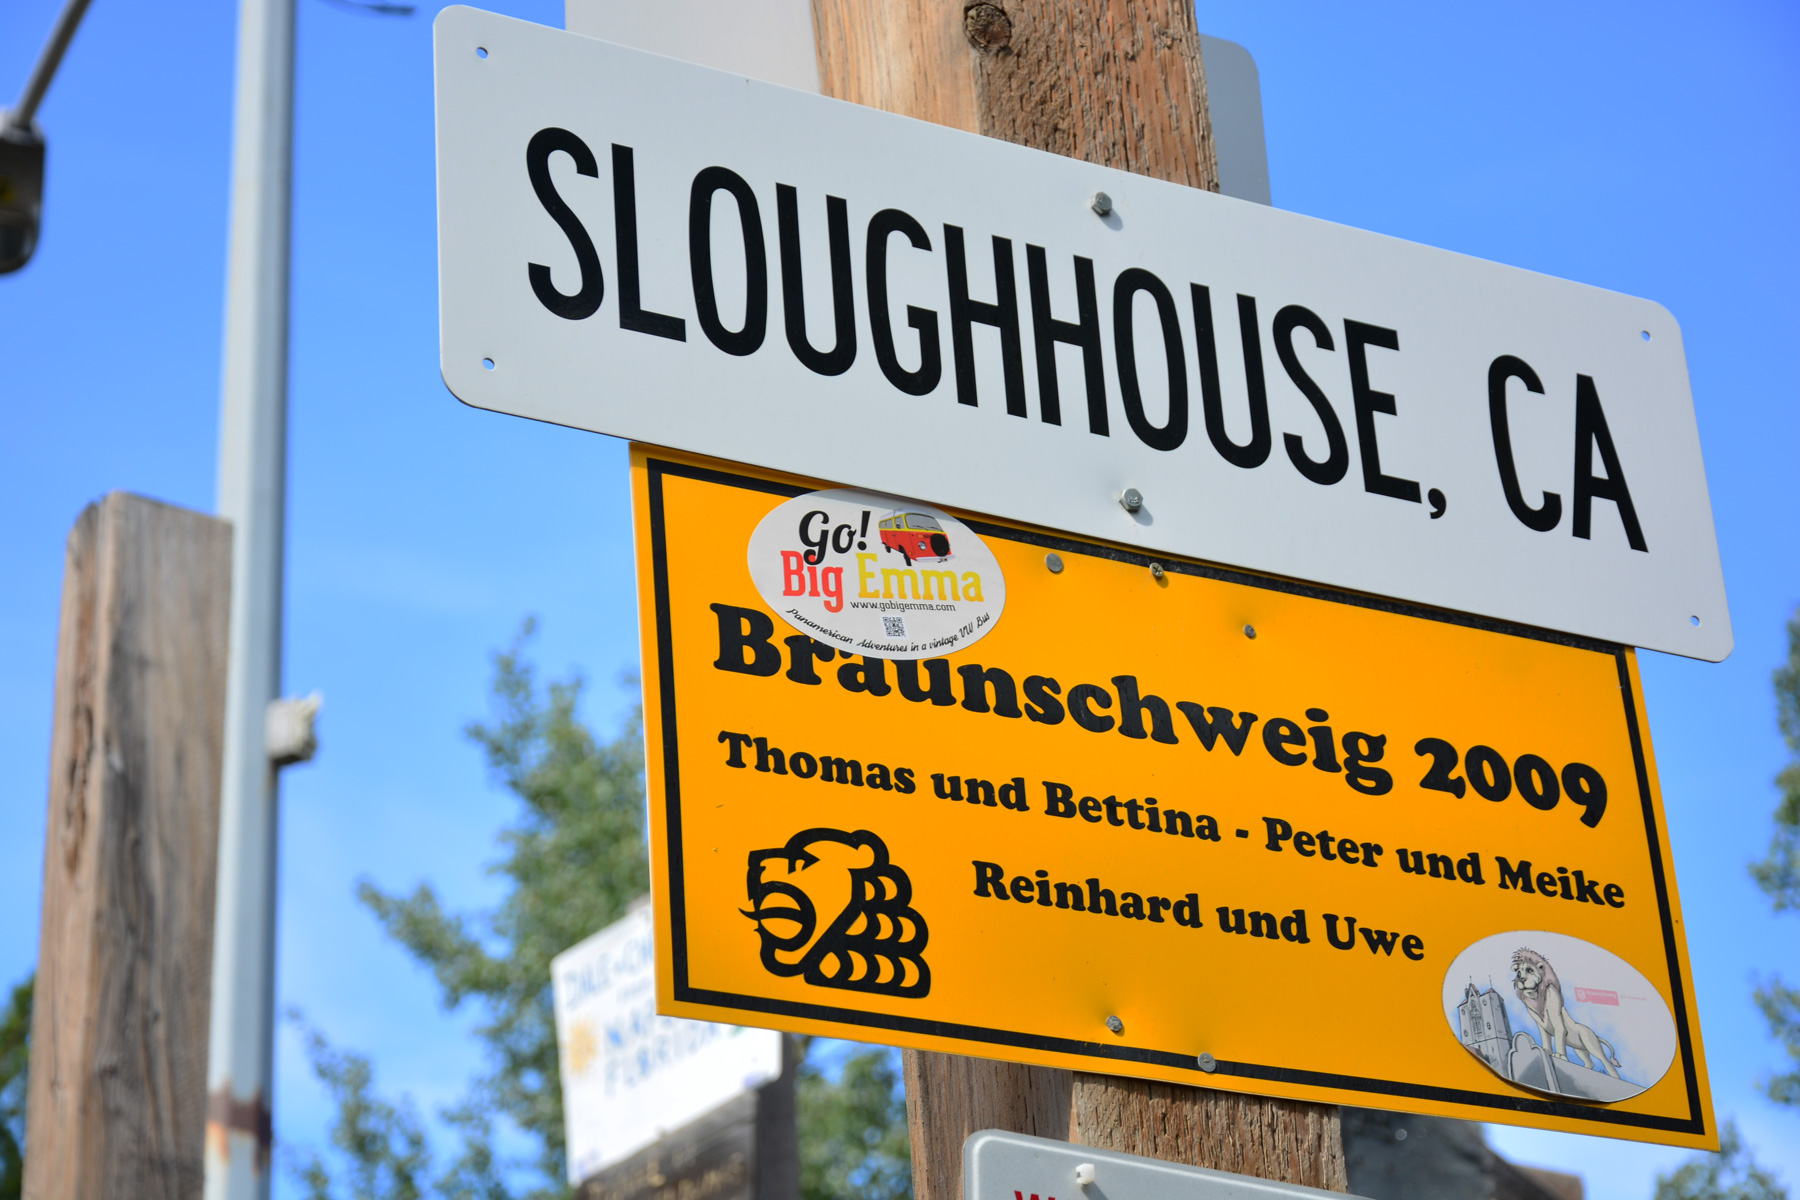 SLOUGHHOUSE, CA
Go!
Big Emma
www.gobigemma.com
Panamerican Adventures in a vintage VW Bus
Braunschweig 2009
Thomas und Bettina - Peter und Meike
Reinhard und Uwe